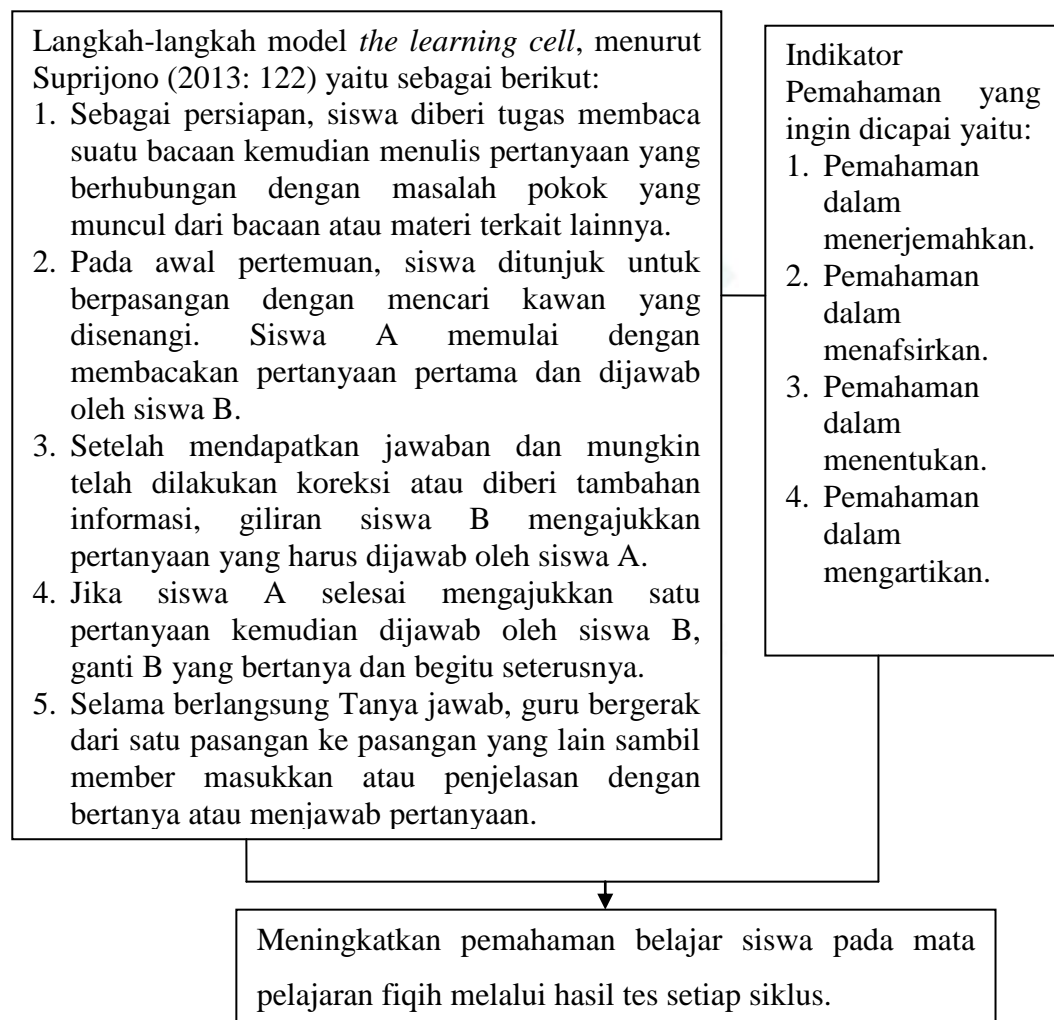 Langkah-langkah model the learning cell, menurut
Suprijono (2013: 122) yaitu sebagai berikut:
1. Sebagai persiapan, siswa diberi tugas membaca
suatu bacaan kemudian menulis pertanyaan yang
berhubungan dengan masalah pokok yang
muncul dari bacaan atau materi terkait lainnya.
2. Pada awal pertemuan, siswa ditunjuk untuk
berpasangan dengan mencari kawan yang
disenangi. Siswa A memulai dengan
membacakan pertanyaan pertama dan dijawab
oleh siswa B.
3. Setelah mendapatkan jawaban dan mungkin
telah dilakukan koreksi atau diberi tambahan
informasi, giliran siswa B mengajukkan
pertanyaan yang harus dijawab oleh siswa A.
4. Jika siswa A selesai mengajukkan satu
pertanyaan kemudian dijawab oleh siswa B,
ganti B yang bertanya dan begitu seterusnya.
5. Selama berlangsung Tanya jawab, guru bergerak
dari satu pasangan ke pasangan yang lain sambil
member masukkan atau penjelasan dengan
bertanya atau menjawab pertanyaan.
Indikator
Pemahaman yang
ingin dicapai yaitu:
1. Pemahaman
dalam
menerjemahkan.
2. Pemahaman
dalam
menafsirkan.
3. Pemahaman
dalam
menentukan.
4. Pemahaman
dalam
mengartikan.
Meningkatkan pemahaman belajar siswa pada mata
pelajaran fiqih melalui hasil tes setiap siklus.